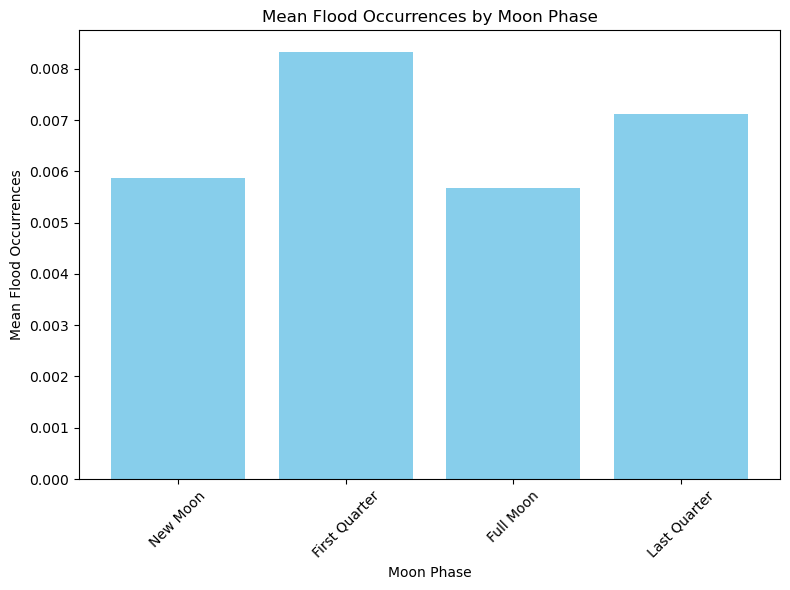 Mean Flood Occurrences by Moon Phase
Mean Flood Occurrences
0.008
0.007
0.006
0.005
0.004
0.003
0.002
0.001
0.000
New Moon
First Quarter
Full Moon
Last Quarter
Moon Phase